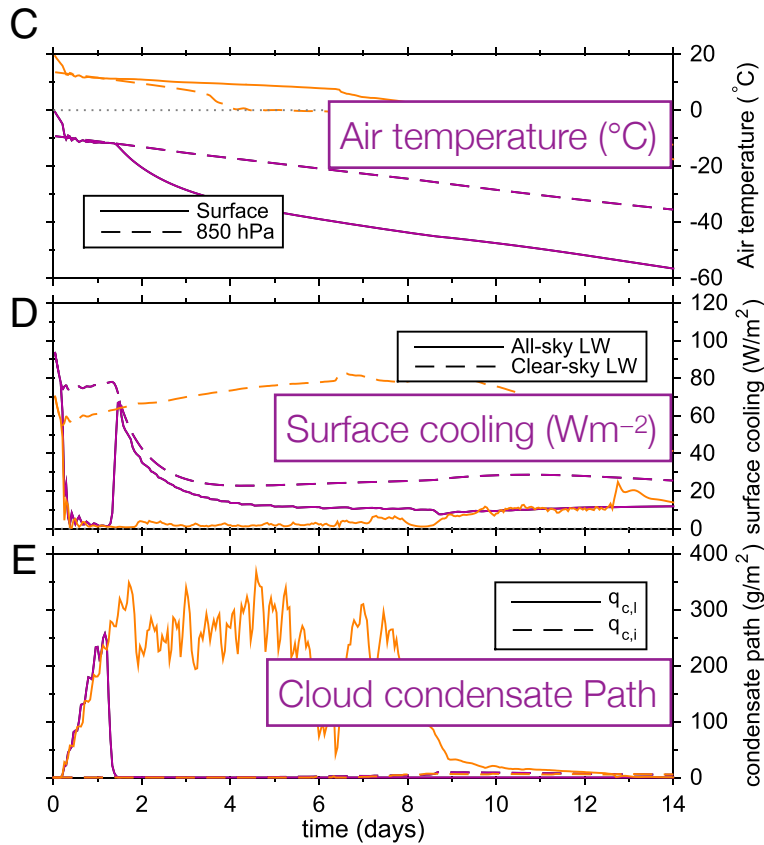 C
20
0
-20
-40
-60
Air temperature (°C)
Air temperature (°C)
Surface
850 hPa
D
120
100
80
60
40
20
0
surface cooling (W/m²)
All-sky LW
Clear-sky LW
Surface cooling (Wm⁻²)
E
400
300
200
100
0
condensate path (g/m²)
q_c,l
q_c,i
Cloud condensate Path
0 2 4 6 8 10 12 14
time (days)